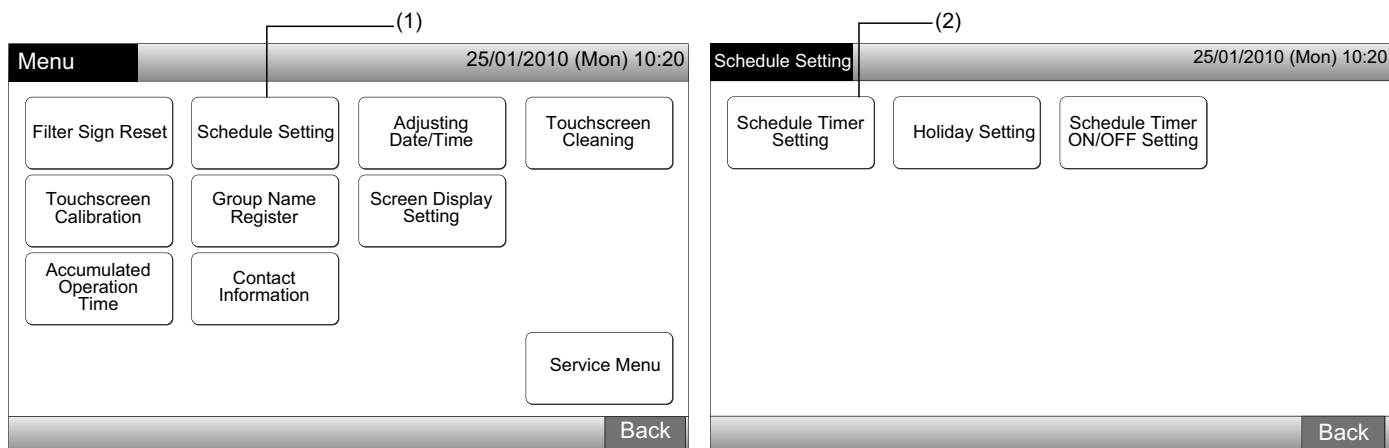 (1)
Menu
25/01/2010 (Mon) 10:20
Filter Sign Reset
Schedule Setting
Adjusting
Date/Time
Touchscreen
Cleaning
Touchscreen
Calibration
Group Name
Register
Screen Display
Setting
Accumulated
Operation
Time
Contact
Information
Service Menu
Back
(2)
Schedule Setting
25/01/2010 (Mon) 10:20
Schedule Timer
Setting
Holiday Setting
Schedule Timer
ON/OFF Setting
Back